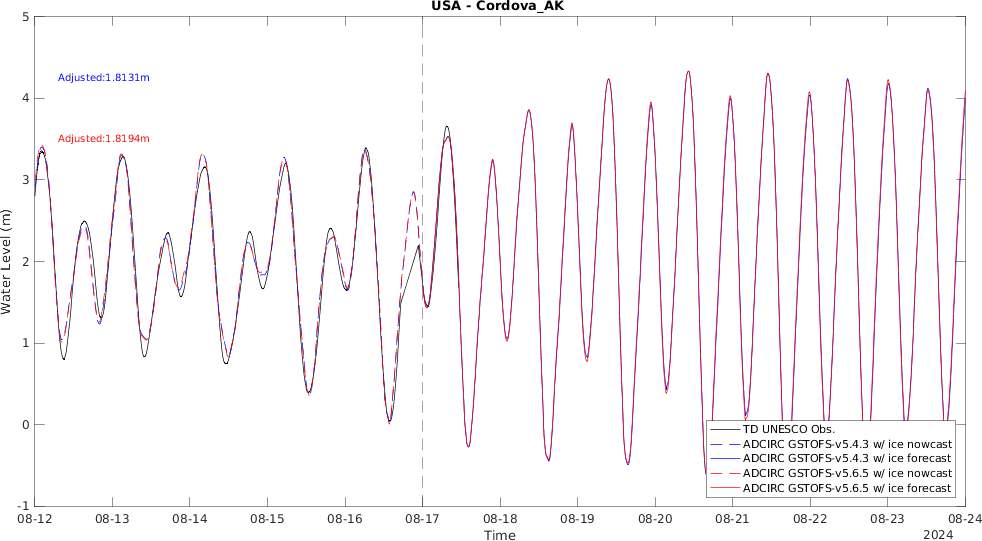 USA - Cordova_AK
5
4
3
2
1
0
-1
Water Level (m)
Adjusted:1.8131m
Adjusted:1.8194m
TD UNESCO Obs.
ADCIRC GSTOFS-v5.4.3 w/ ice nowcast
ADCIRC GSTOFS-v5.4.3 w/ ice forecast
ADCIRC GSTOFS-v5.6.5 w/ ice nowcast
ADCIRC GSTOFS-v5.6.5 w/ ice forecast
08-12 08-13 08-14 08-15 08-16 08-17 08-18 08-19 08-20 08-21 08-22 08-23 08-24
Time
2024